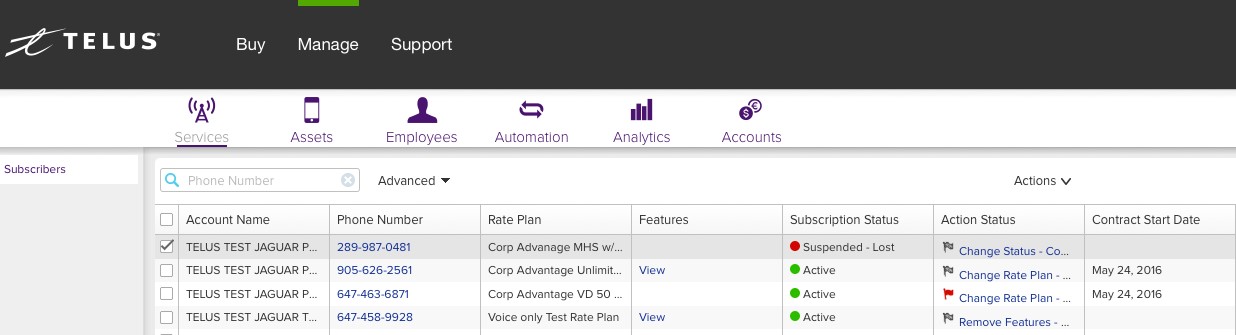 TELUS Buy Manage Support
Services Assets Employees Automation Analytics Accounts
Subscribers
Phone Number Advanced Actions
Account Name Phone Number Rate Plan Features Subscription Status Action Status Contract Start Date
TELUS TEST JAGUAR P... 289-987-0481 Corp Advanage MHS w/... Suspended - Lost Change Status - Co...
TELUS TEST JAGUAR P... 905-626-2561 Corp Advantage Unlimit... View Active Change Rate Plan - ... May 24, 2016
TELUS TEST JAGUAR P... 647-463-6871 Corp Advantage VD 50 ... Active Change Rate Plan - ... May 24, 2016
TELUS TEST JAGUAR T... 647-458-9928 Voice only Test Rate Plan View Active Remove Features - ...